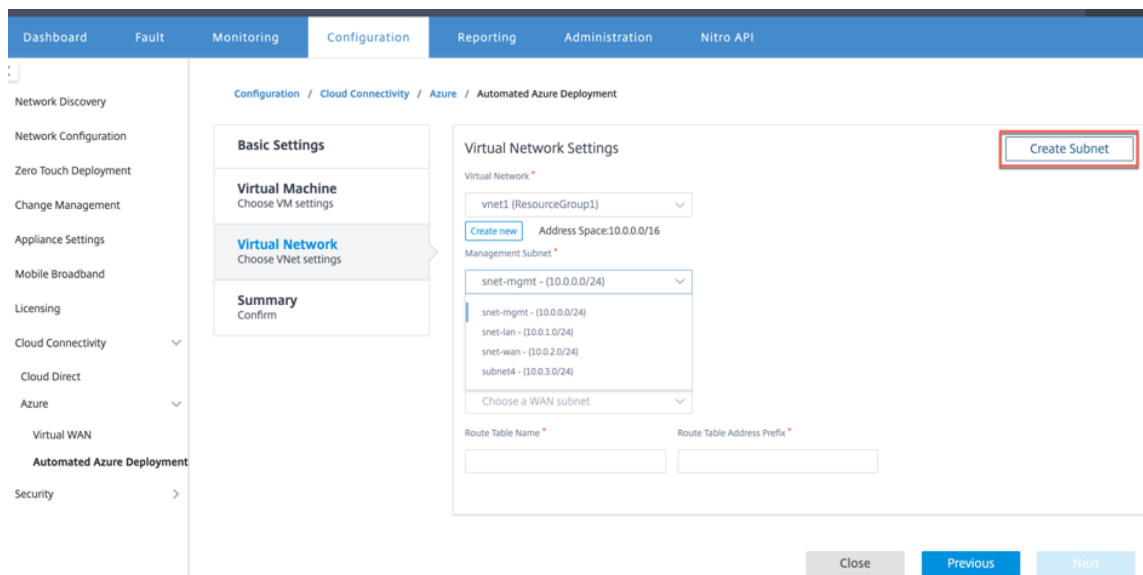 Dashboard Fault Monitoring Configuration Reporting Administration Nitro API
Network Discovery
Network Configuration
Zero Touch Deployment
Change Management
Appliance Settings
Mobile Broadband
Licensing
Cloud Connectivity
Cloud Direct
Azure
Virtual WAN
Automated Azure Deployment
Security
Configuration / Cloud Connectivity / Azure / Automated Azure Deployment
Basic Settings
Virtual Machine
Choose VM settings
Virtual Network
Choose VNet settings
Summary
Confirm
Virtual Network Settings
Create Subnet
Virtual Network *
vnet1 (ResourceGroup1)
Create new Address Space:10.0.0.0/16
Management Subnet *
snet-mgmt - (10.0.0.0/24)
snet-mgmt - (10.0.0.0/24)
snet-lan - (10.0.1.0/24)
snet-wan - (10.0.2.0/24)
subnet4 - (10.0.3.0/24)
Choose a WAN subnet
Route Table Name * Route Table Address Prefix *
Close Previous Next